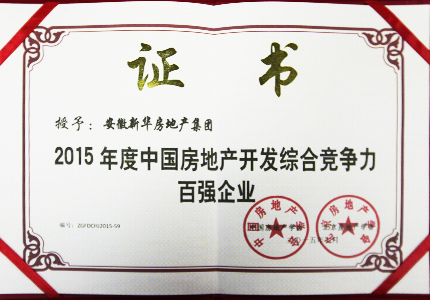 证 书
授予：安徽新华房地产集团
2015年度中国房地产开发综合竞争力
百强企业